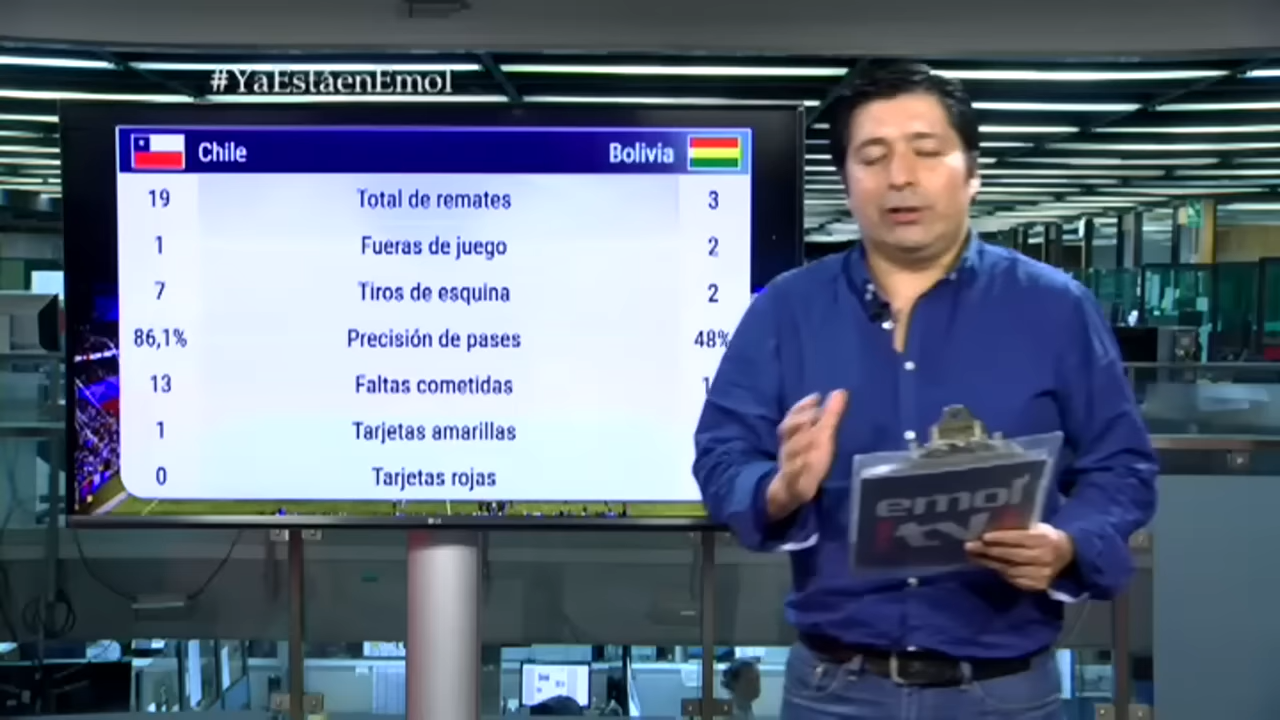 #YaEstáenEmol
Chile Bolivia
19 Total de remates 3
1 Fueras de juego 2
7 Tiros de esquina 2
86,1% Precisión de pases 48%
13 Faltas cometidas
1 Tarjetas amarillas
0 Tarjetas rojas
LG
emol
tv